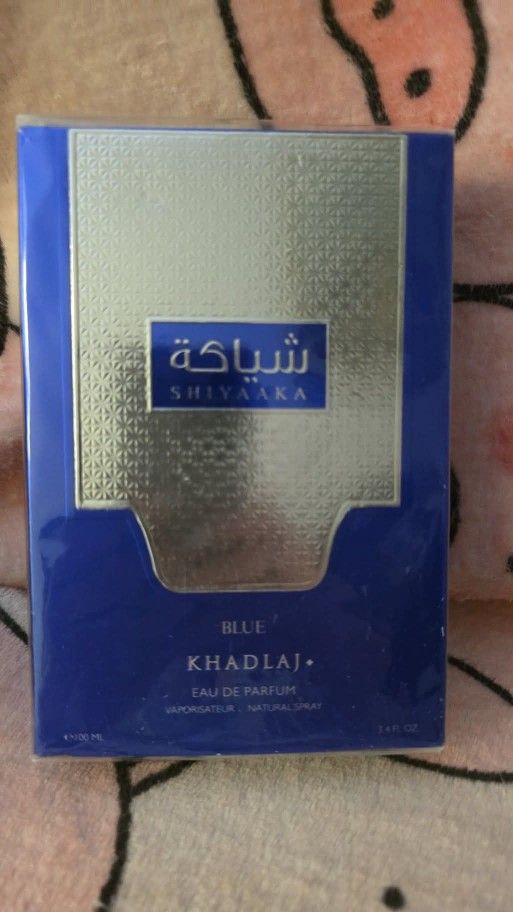 شياكة
SHIYAAKA
BLUE
KHADLAJ
EAU DE PARFUM
VAPORISATEUR . NATURAL SPRAY
℮100 ML
3.4 FL OZ